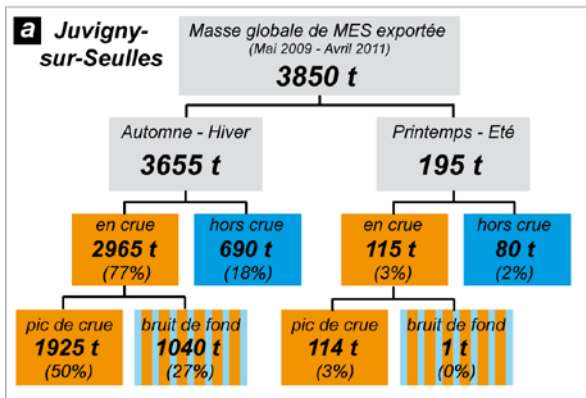 a Juvigny-
sur-Seulles
Masse globale de MES exportée
(Mai 2009 - Avril 2011)
3850 t
Automne - Hiver
3655 t
Printemps - Eté
195 t
en crue
2965 t
(77%)
hors crue
690 t
(18%)
en crue
115 t
(3%)
hors crue
80 t
(2%)
pic de crue
1925 t
(50%)
bruit de fond
1040 t
(27%)
pic de crue
114 t
(3%)
bruit de fond
1 t
(0%)